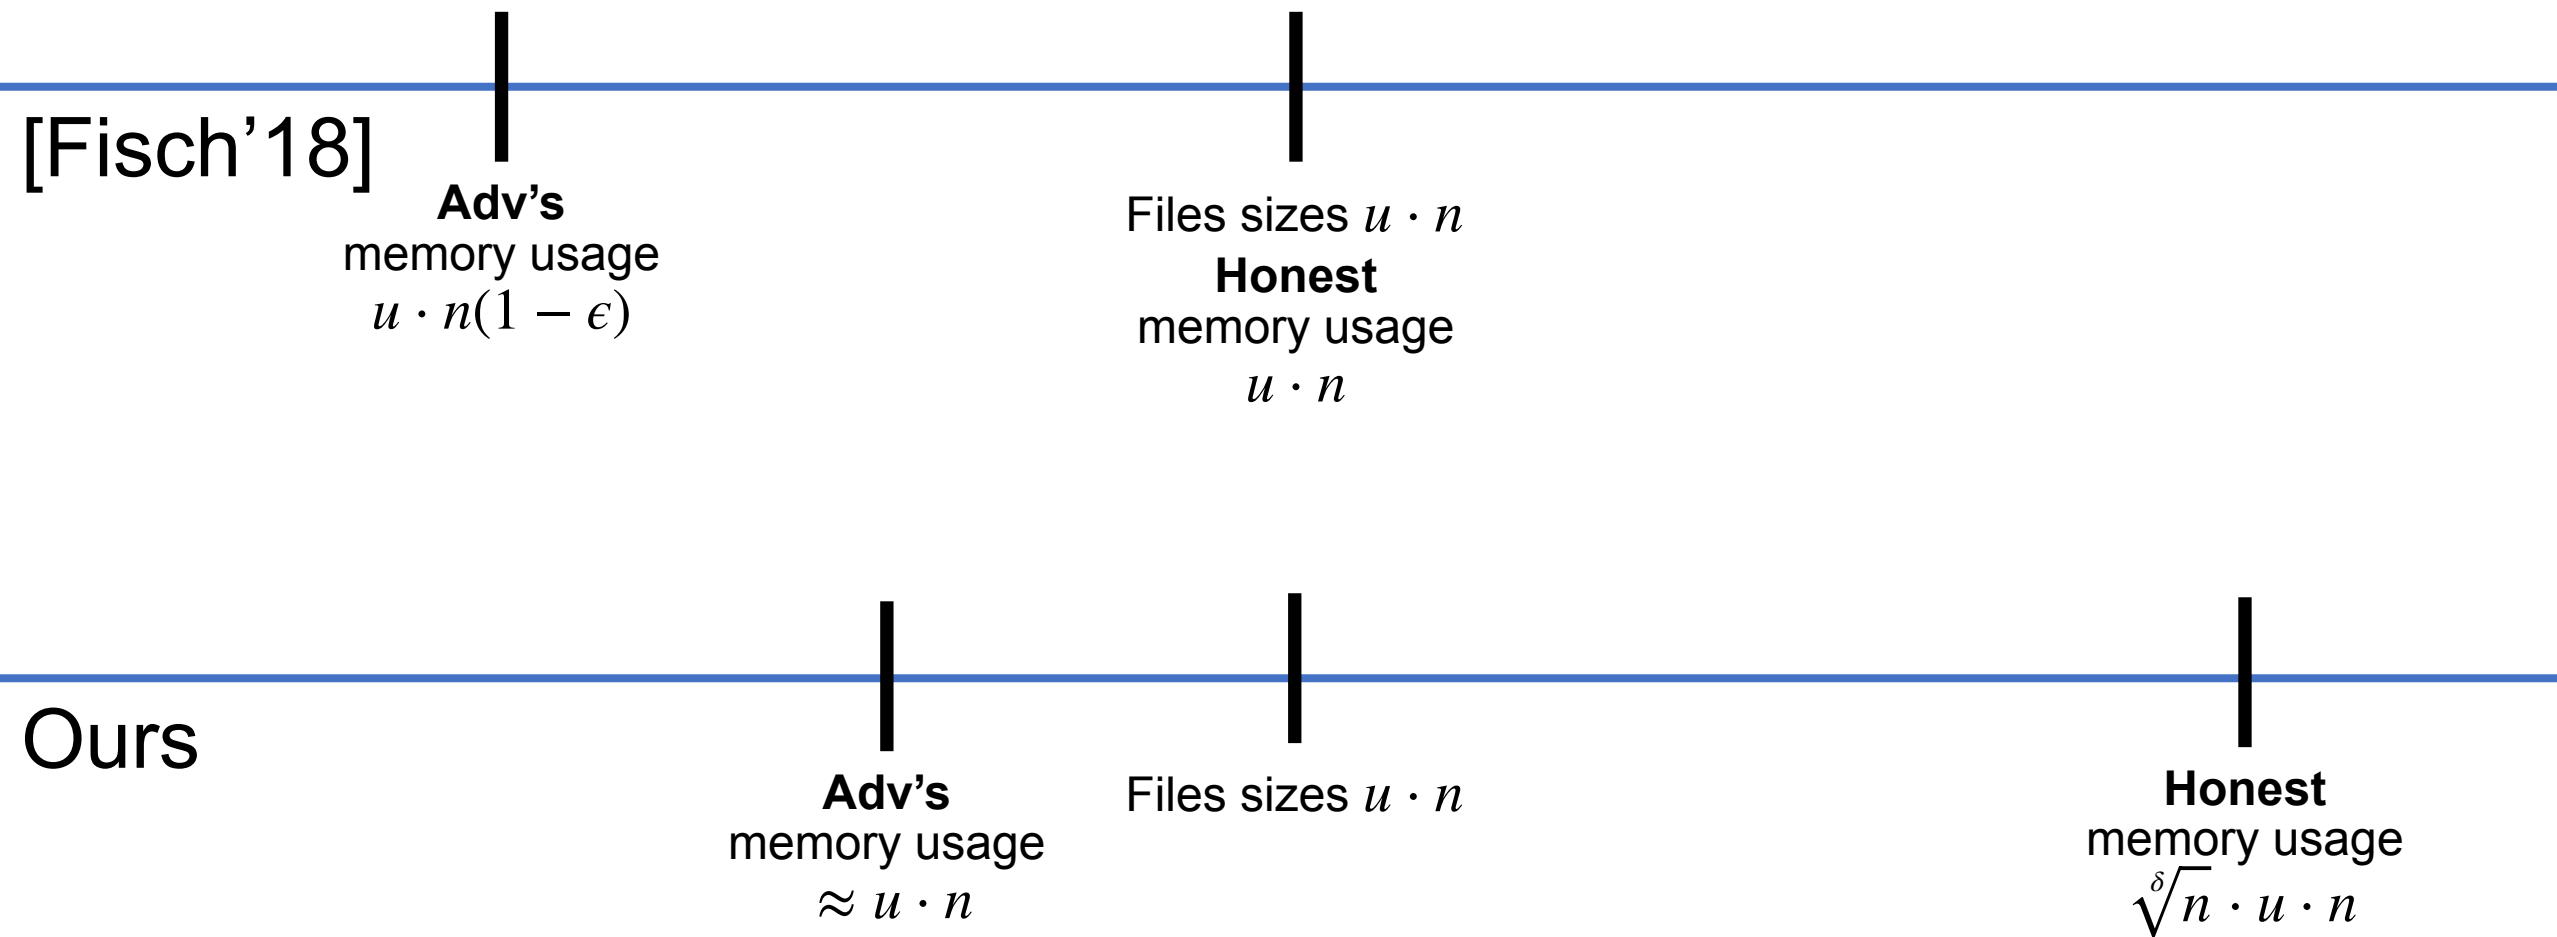 [Fisch’18]
Adv’s
memory usage
u · n(1 − ϵ)
Files sizes u · n
Honest
memory usage
u · n
Ours
Adv’s
memory usage
≈ u · n
Files sizes u · n
Honest
memory usage
\sqrt[δ]{n} · u · n